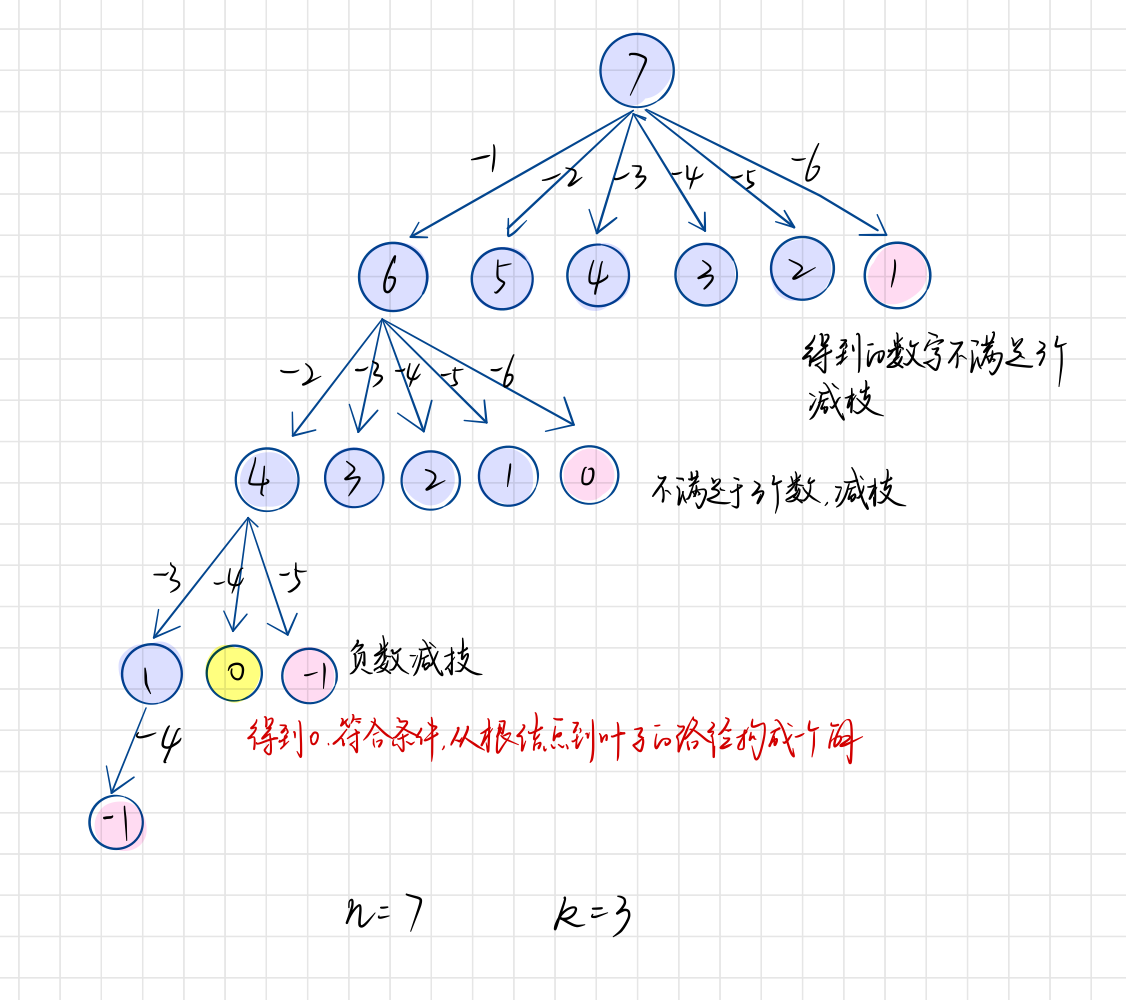 7
-1 -2 -3 -4 -5 -6
6 5 4 3 2 1
得到的数字不满足3个
减枝
-2 -3 -4 -5 -6
4 3 2 1 0
不满足于3个数,减枝
-3 -4 -5
1 0 -1
负数减技
得到0.符合条件,从根结点到叶子的路径构成一个解
-4
-1
n=7 k=3